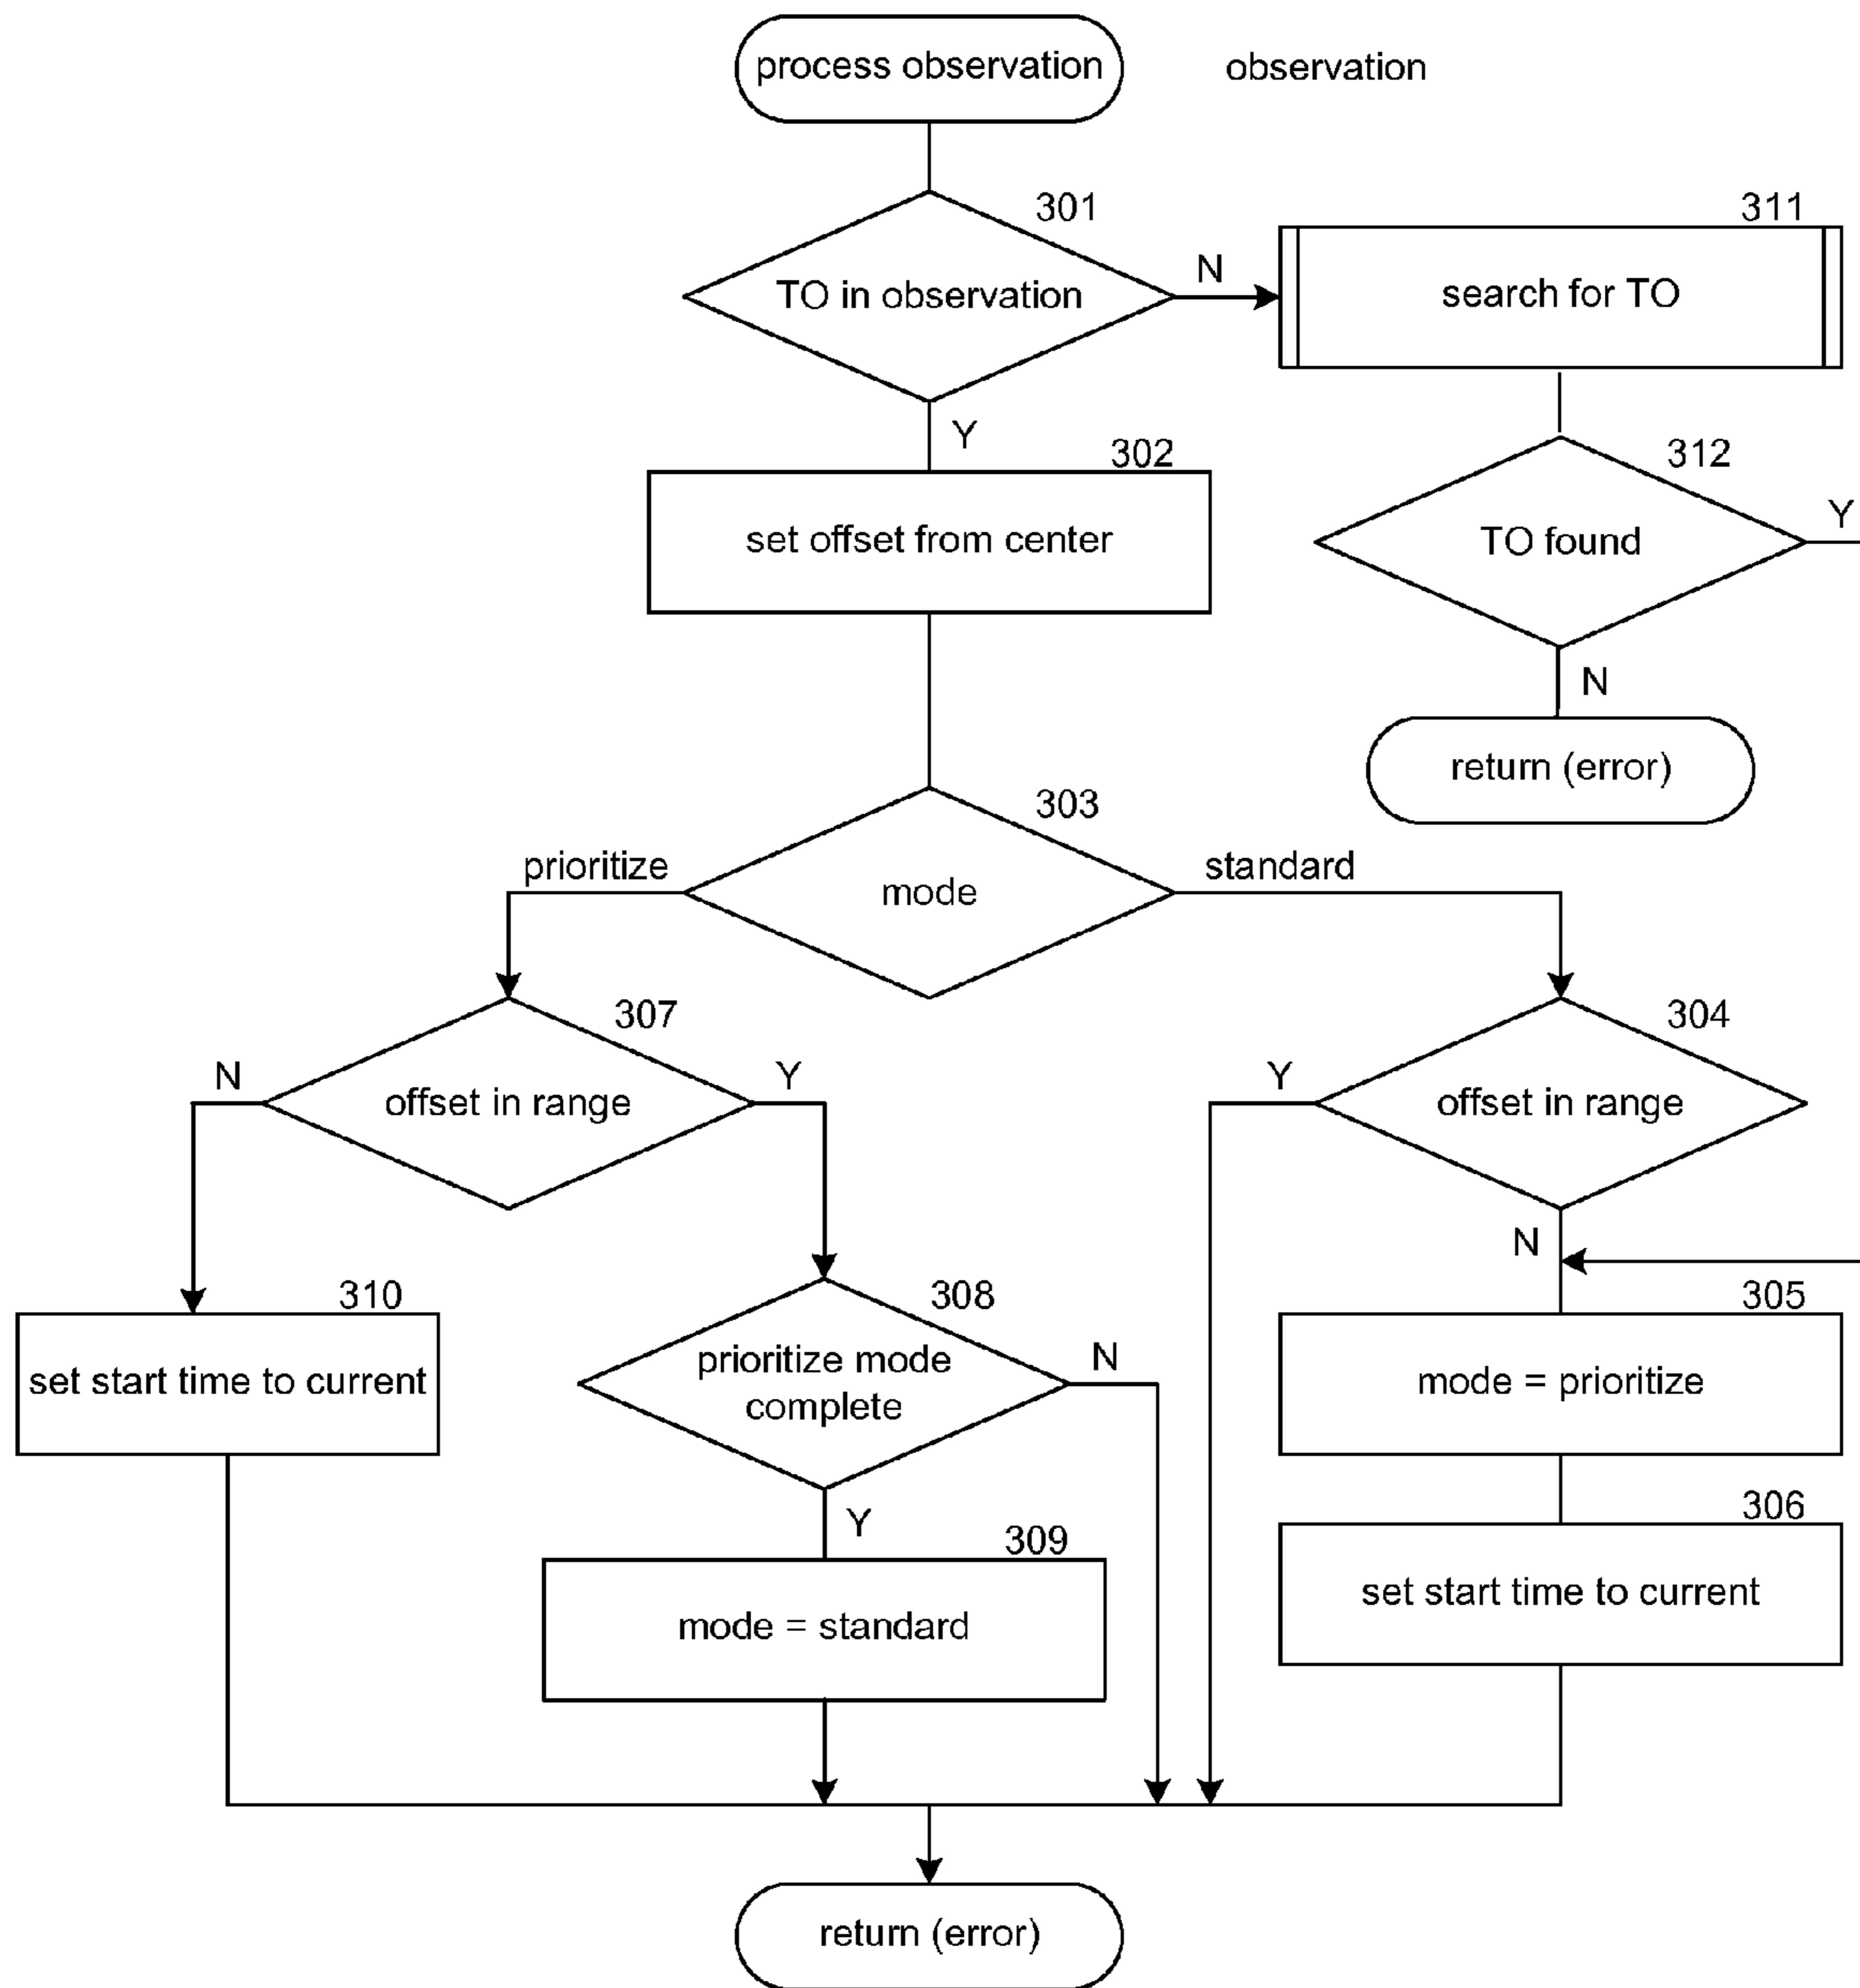 process observation
observation
301
TO in observation
N
311
search for TO
Y
302
set offset from center
312
TO found
Y
N
return (error)
303
mode
prioritize
standard
307
offset in range
N
Y
304
offset in range
Y
N
310
set start time to current
308
prioritize mode
complete
N
Y
305
mode = prioritize
309
mode = standard
306
set start time to current
return (error)